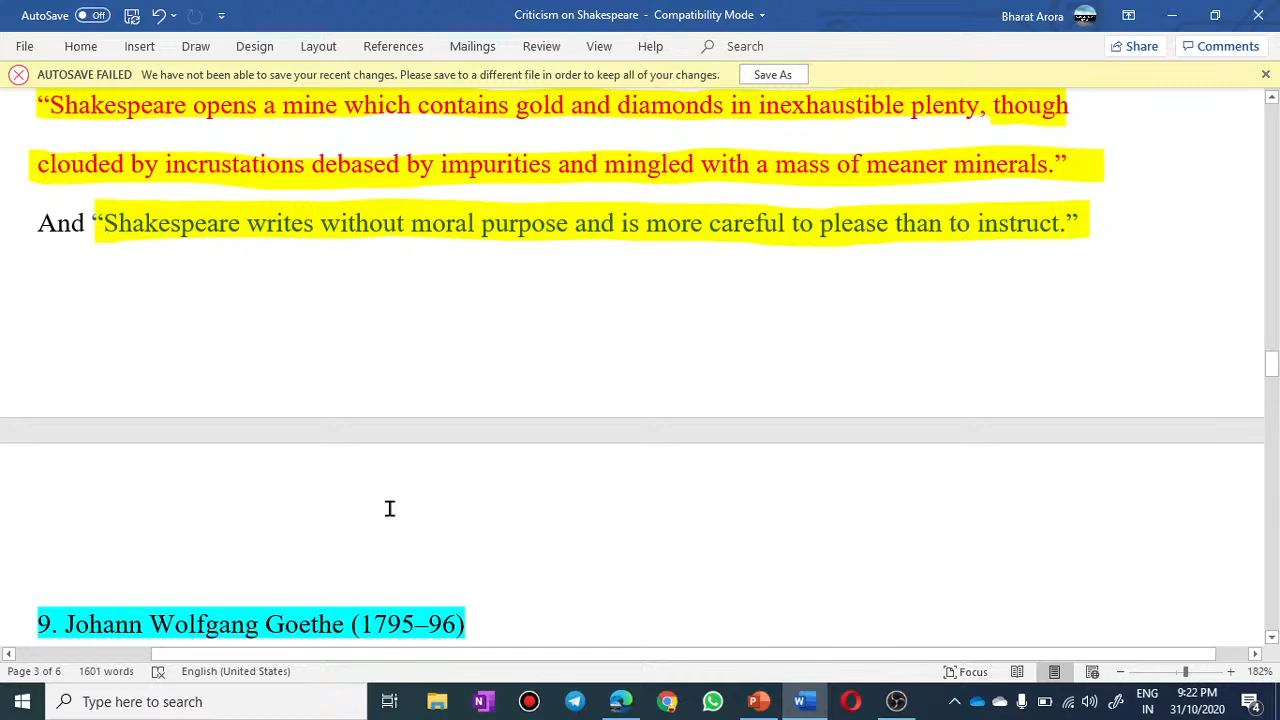 AutoSave Off
Criticism on Shakespeare - Compatibility Mode
Bharat Arora
File Home Insert Draw Design Layout References Mailings Review View Help Search Share Comments
AUTOSAVE FAILED We have not been able to save your recent changes. Please save to a different file in order to keep all of your changes. Save As
“Shakespeare opens a mine which contains gold and diamonds in inexhaustible plenty, though
clouded by incrustations debased by impurities and mingled with a mass of meaner minerals.”
And “Shakespeare writes without moral purpose and is more careful to please than to instruct.”
9. Johann Wolfgang Goethe (1795–96)
Page 3 of 6 1601 words English (United States) Focus 182%
Type here to search
ENG 9:22 PM
IN 31/10/2020 4